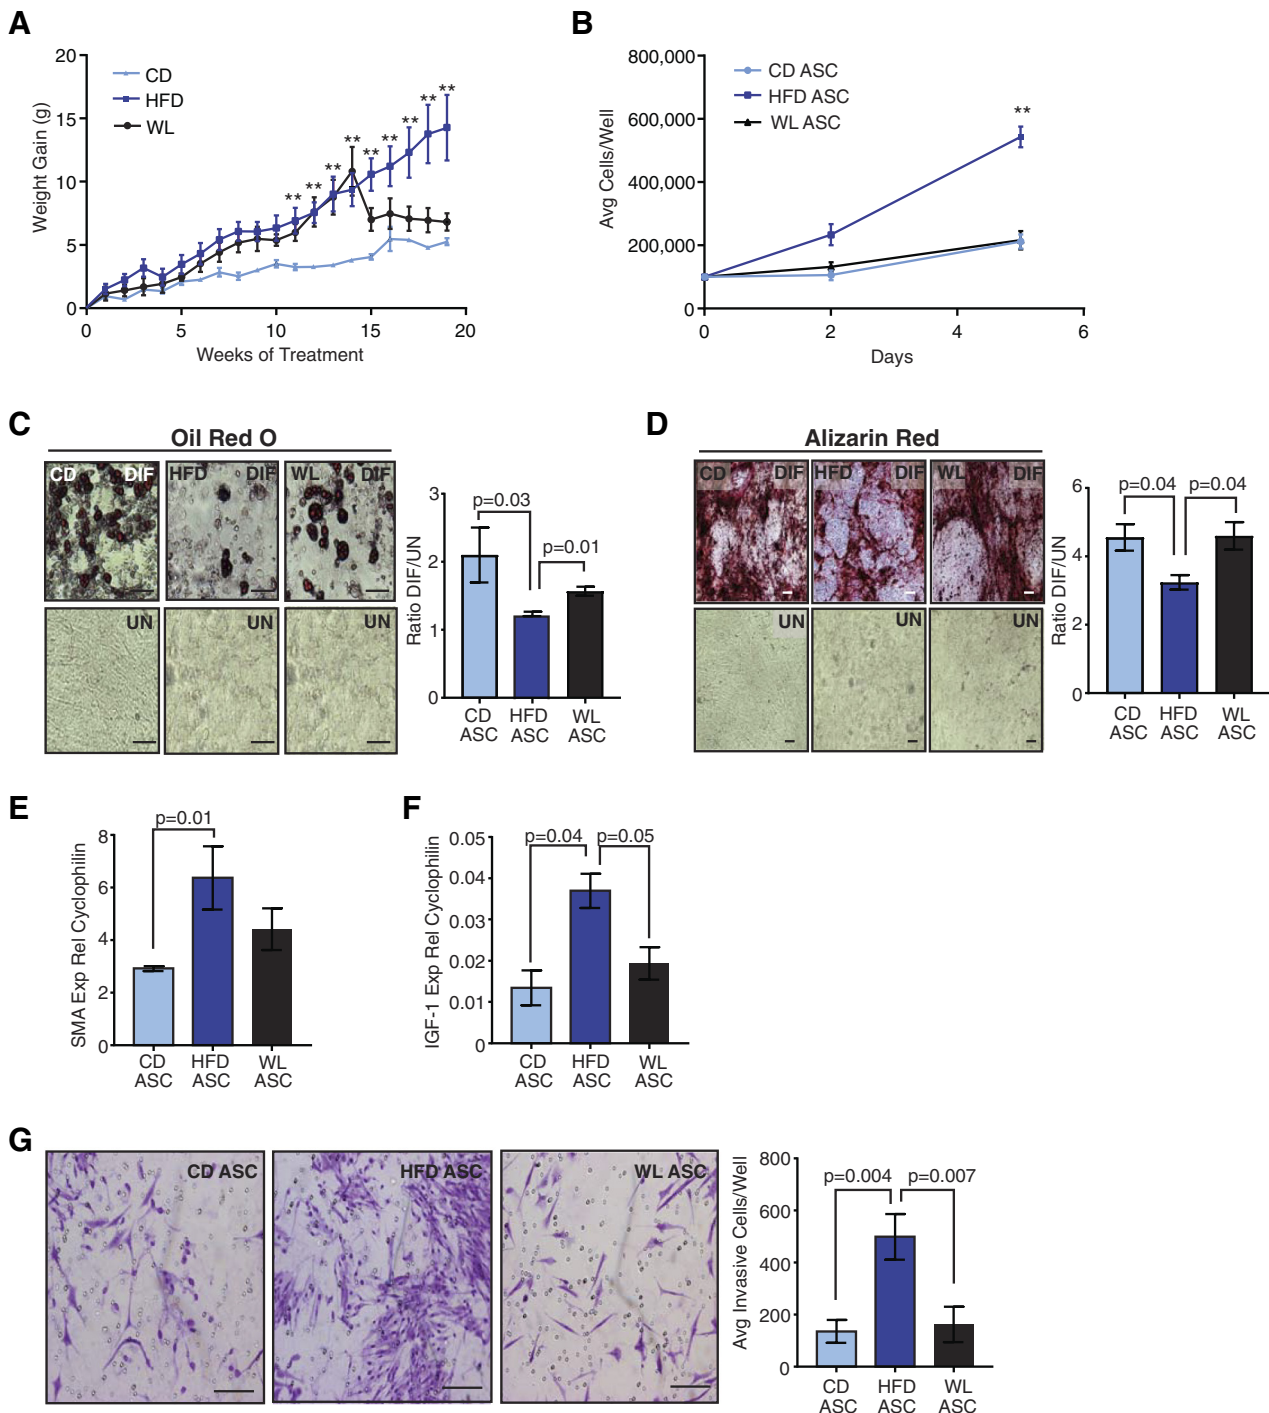 A
20
15
10
5
0
Weight Gain (g)
CD
HFD
WL
** ** ** ** ** ** ** ** **
0 5 10 15 20
Weeks of Treatment
B
800,000
600,000
400,000
200,000
0
Avg Cells/Well
CD ASC
HFD ASC
WL ASC
**
0 2 4 6
Days
C
Oil Red O
CD DIF HFD DIF WL DIF
UN UN UN
3
2
1
0
Ratio DIF/UN
p=0.03
p=0.01
CD HFD WL
ASC ASC ASC
D
Alizarin Red
CD DIF HFD DIF WL DIF
UN UN UN
6
4
2
0
Ratio DIF/UN
p=0.04 p=0.04
CD HFD WL
ASC ASC ASC
E
8
6
4
2
0
SMA Exp Rel Cyclophilin
p=0.01
CD HFD WL
ASC ASC ASC
F
0.05
0.04
0.03
0.02
0.01
0
IGF-1 Exp Rel Cyclophilin
p=0.04 p=0.05
CD HFD WL
ASC ASC ASC
G
CD ASC HFD ASC WL ASC
800
600
400
200
0
Avg Invasive Cells/Well
p=0.004 p=0.007
CD HFD WL
ASC ASC ASC